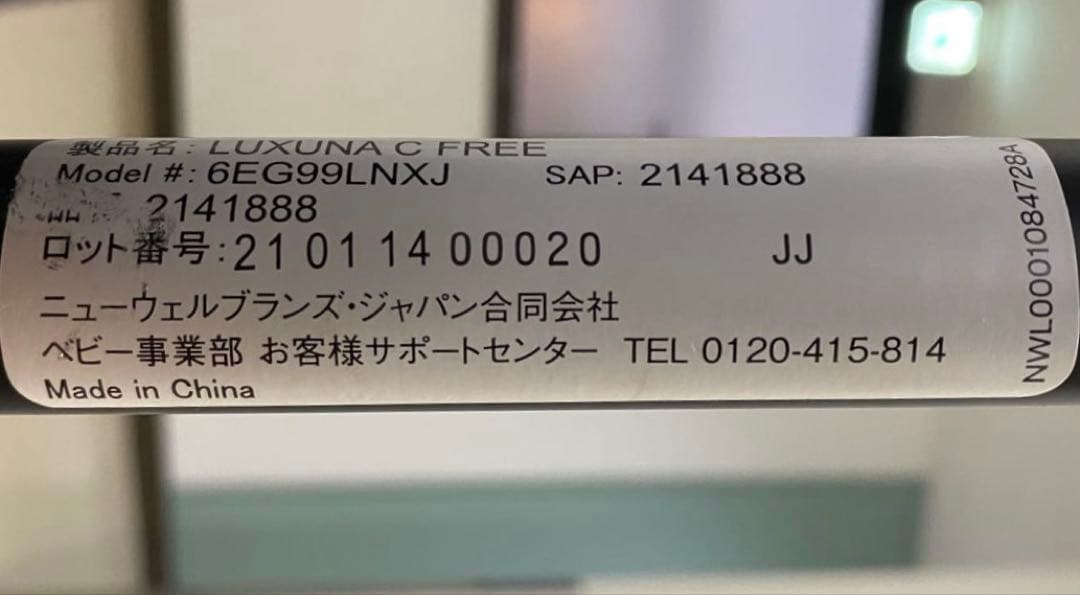 製品名: LUXUNA C FREE
Model #: 6EG99LNXJ SAP: 2141888
2141888
ロット番号: 21 01 14 00020 JJ
ニューウェルブランズ・ジャパン合同会社
ベビー事業部 お客様サポートセンター TEL 0120-415-814
Made in China
NWL0001084728A